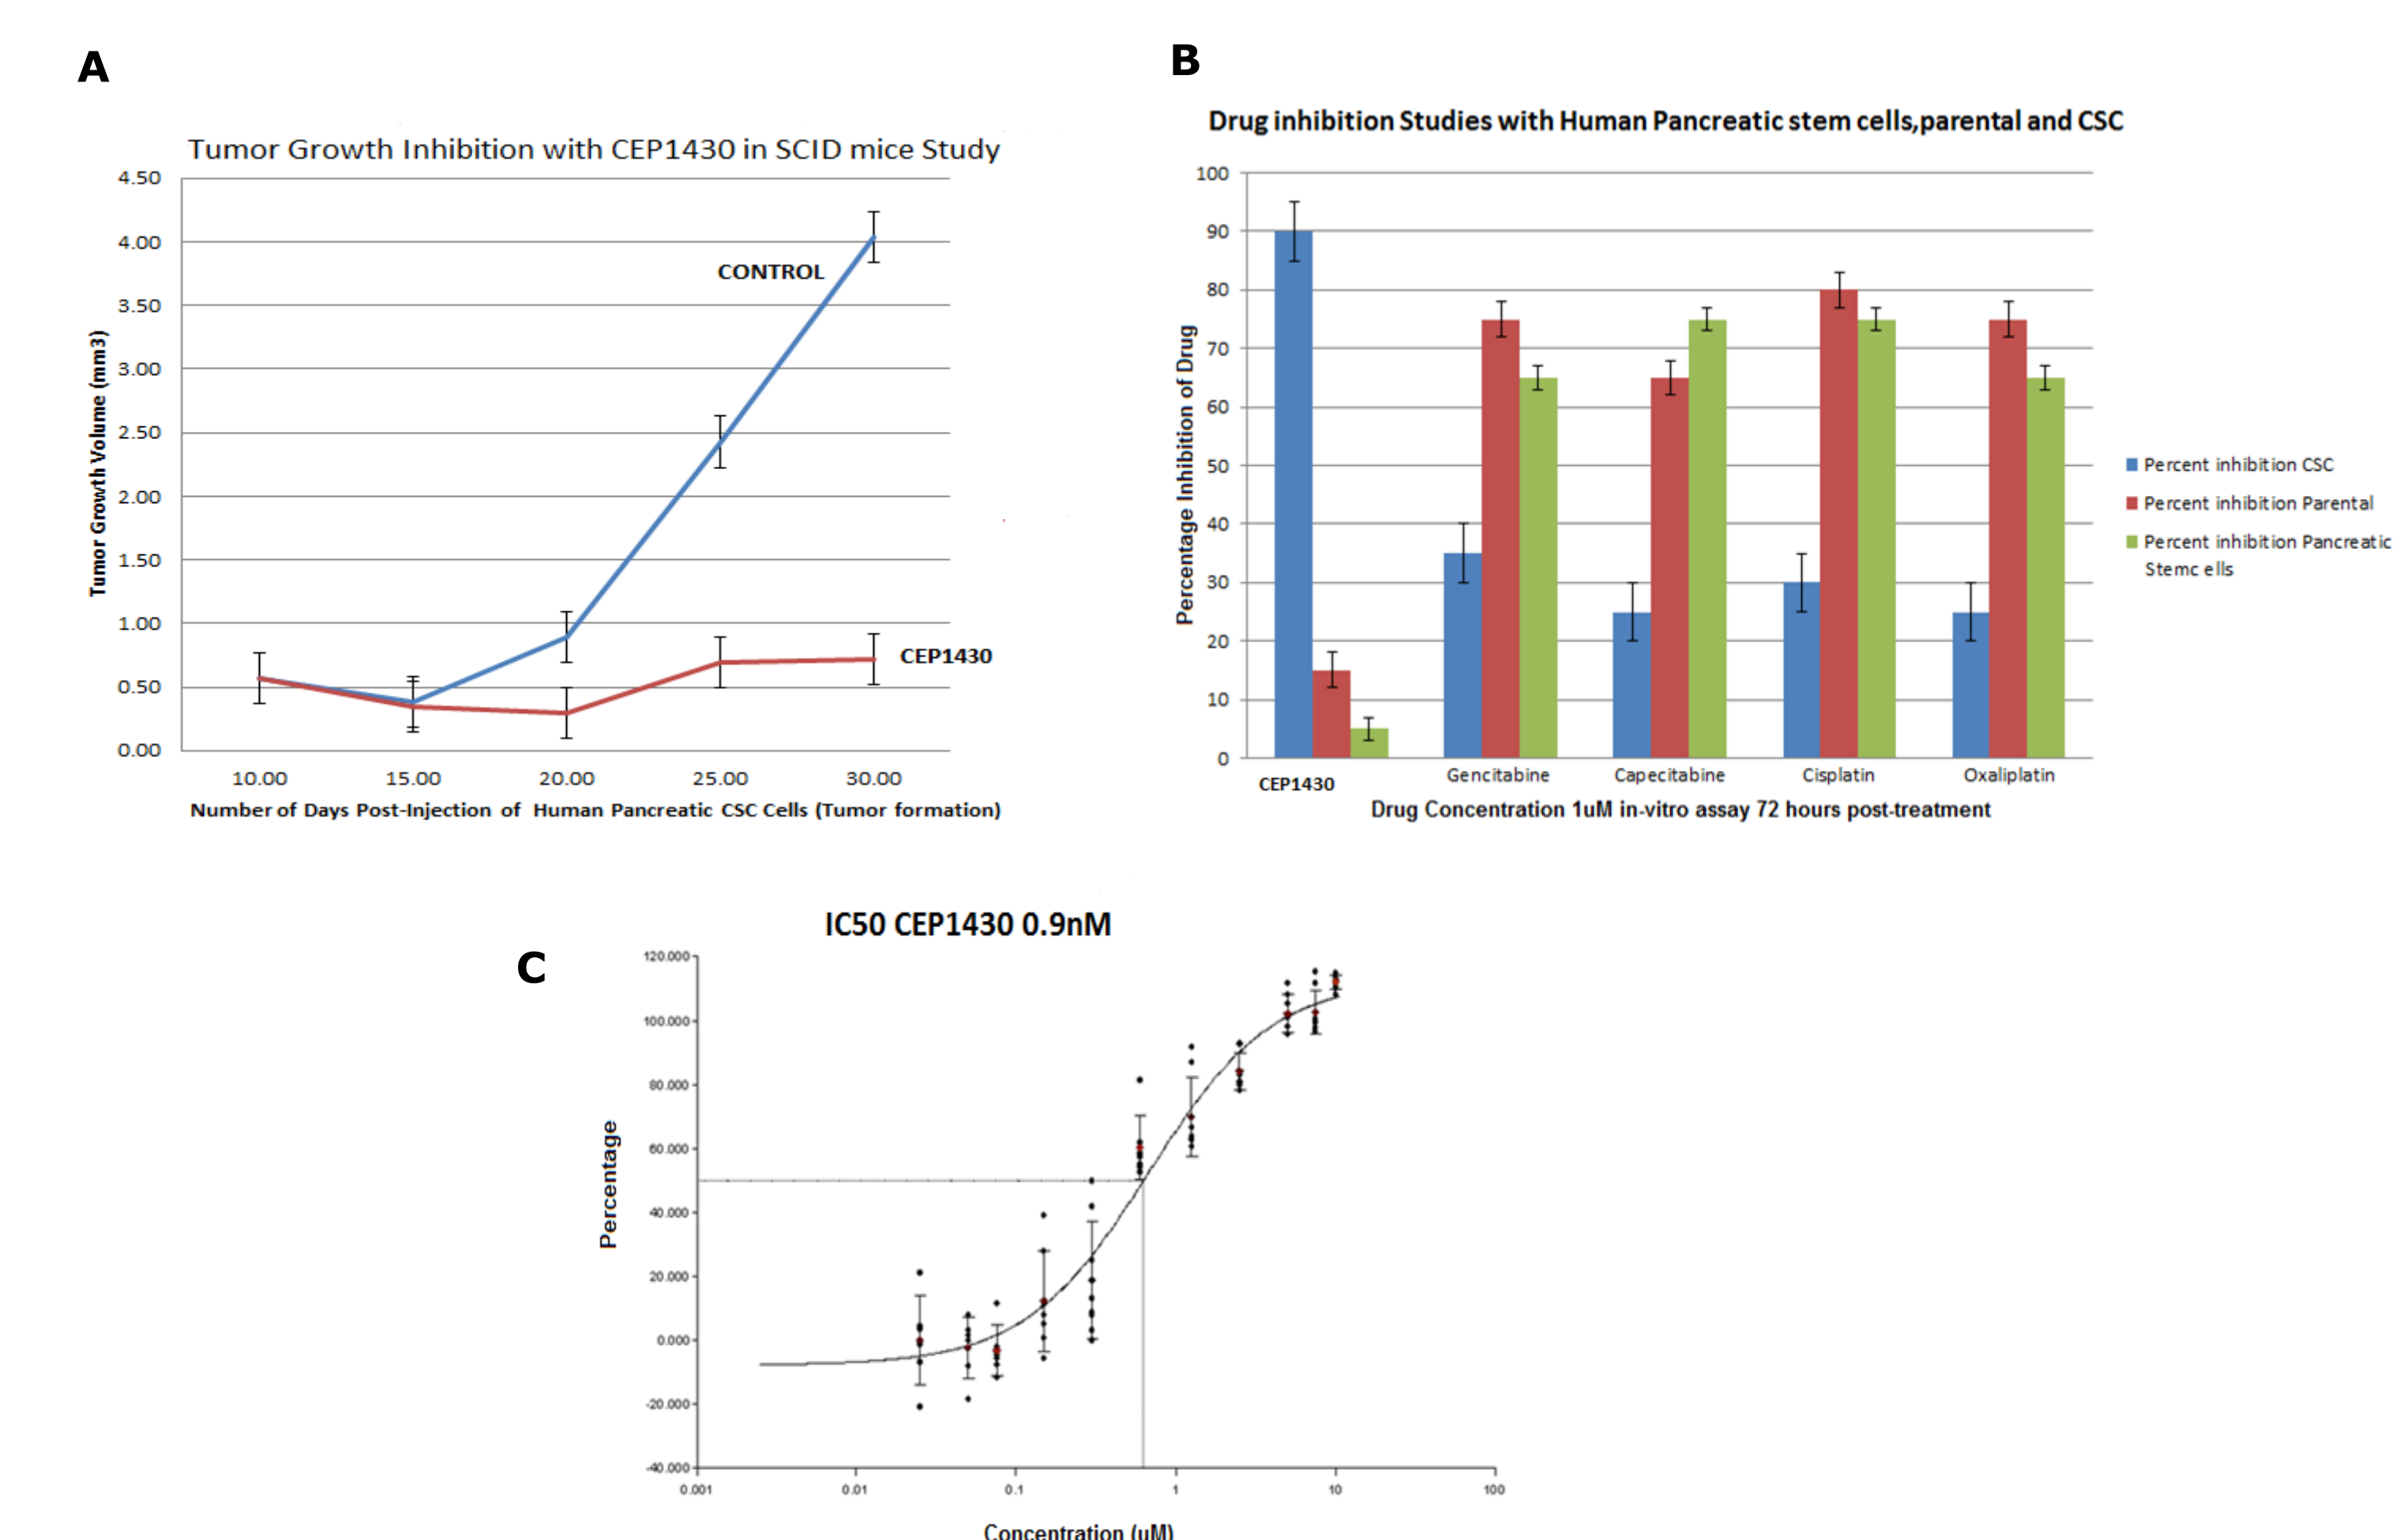 A
Tumor Growth Inhibition with CEP1430 in SCID mice Study
4.50
4.00
3.50
3.00
2.50
2.00
1.50
1.00
0.50
0.00
Tumor Growth Volume (mm3)
CONTROL
CEP1430
10.00 15.00 20.00 25.00 30.00
Number of Days Post-Injection of Human Pancreatic CSC Cells (Tumor formation)
B
Drug inhibition Studies with Human Pancreatic stem cells,parental and CSC
100
90
80
70
60
50
40
30
20
10
0
Percentage Inhibition of Drug
CEP1430 Gencitabine Capecitabine Cisplatin Oxaliplatin
Drug Concentration 1uM in-vitro assay 72 hours post-treatment
Percent inhibition CSC
Percent inhibition Parental
Percent inhibition Pancreatic
Stemc ells
C
IC50 CEP1430 0.9nM
120.000
100.000
80.000
60.000
40.000
20.000
0.000
-20.000
-40.000
Percentage
0.001 0.01 0.1 1 10 100
Concentration (uM)